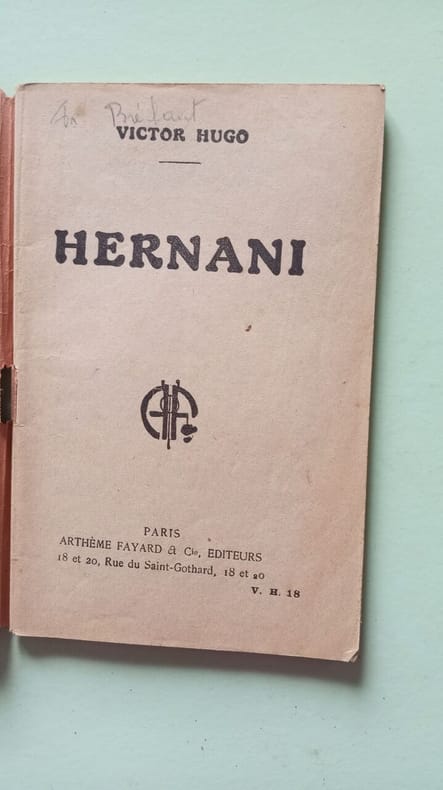 VICTOR HUGO
HERNANI
PARIS
ARTHÈME FAYARD & Cie, EDITEURS
18 et 20, Rue du Saint-Gothard, 18 et 20
V. H. 18